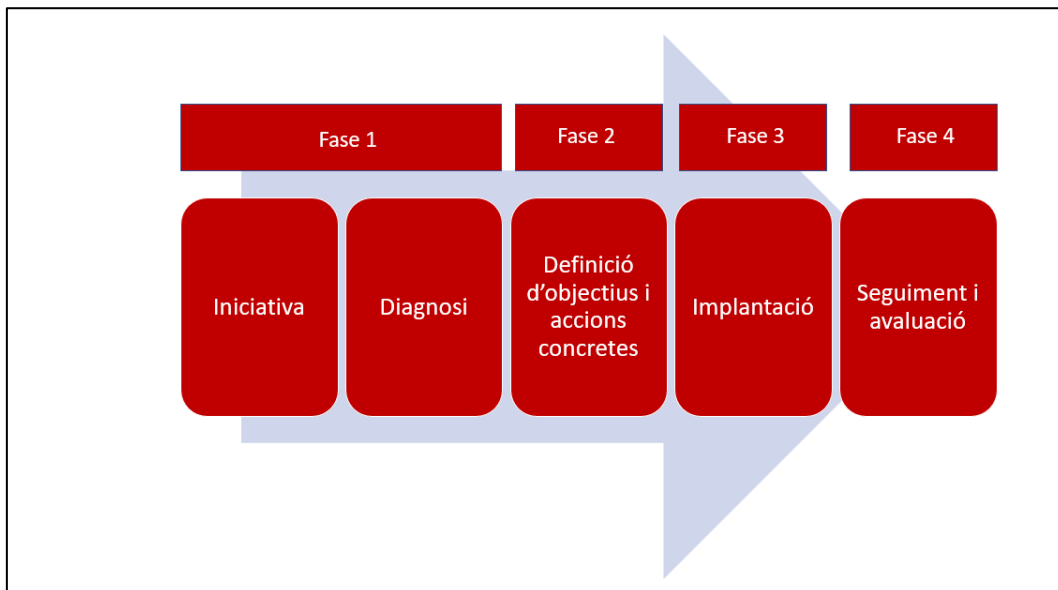 Fase 1
Fase 2
Fase 3
Fase 4
Iniciativa
Diagnosi
Definició
d’objectius i
accions
concretes
Implantació
Seguiment i
avaluació